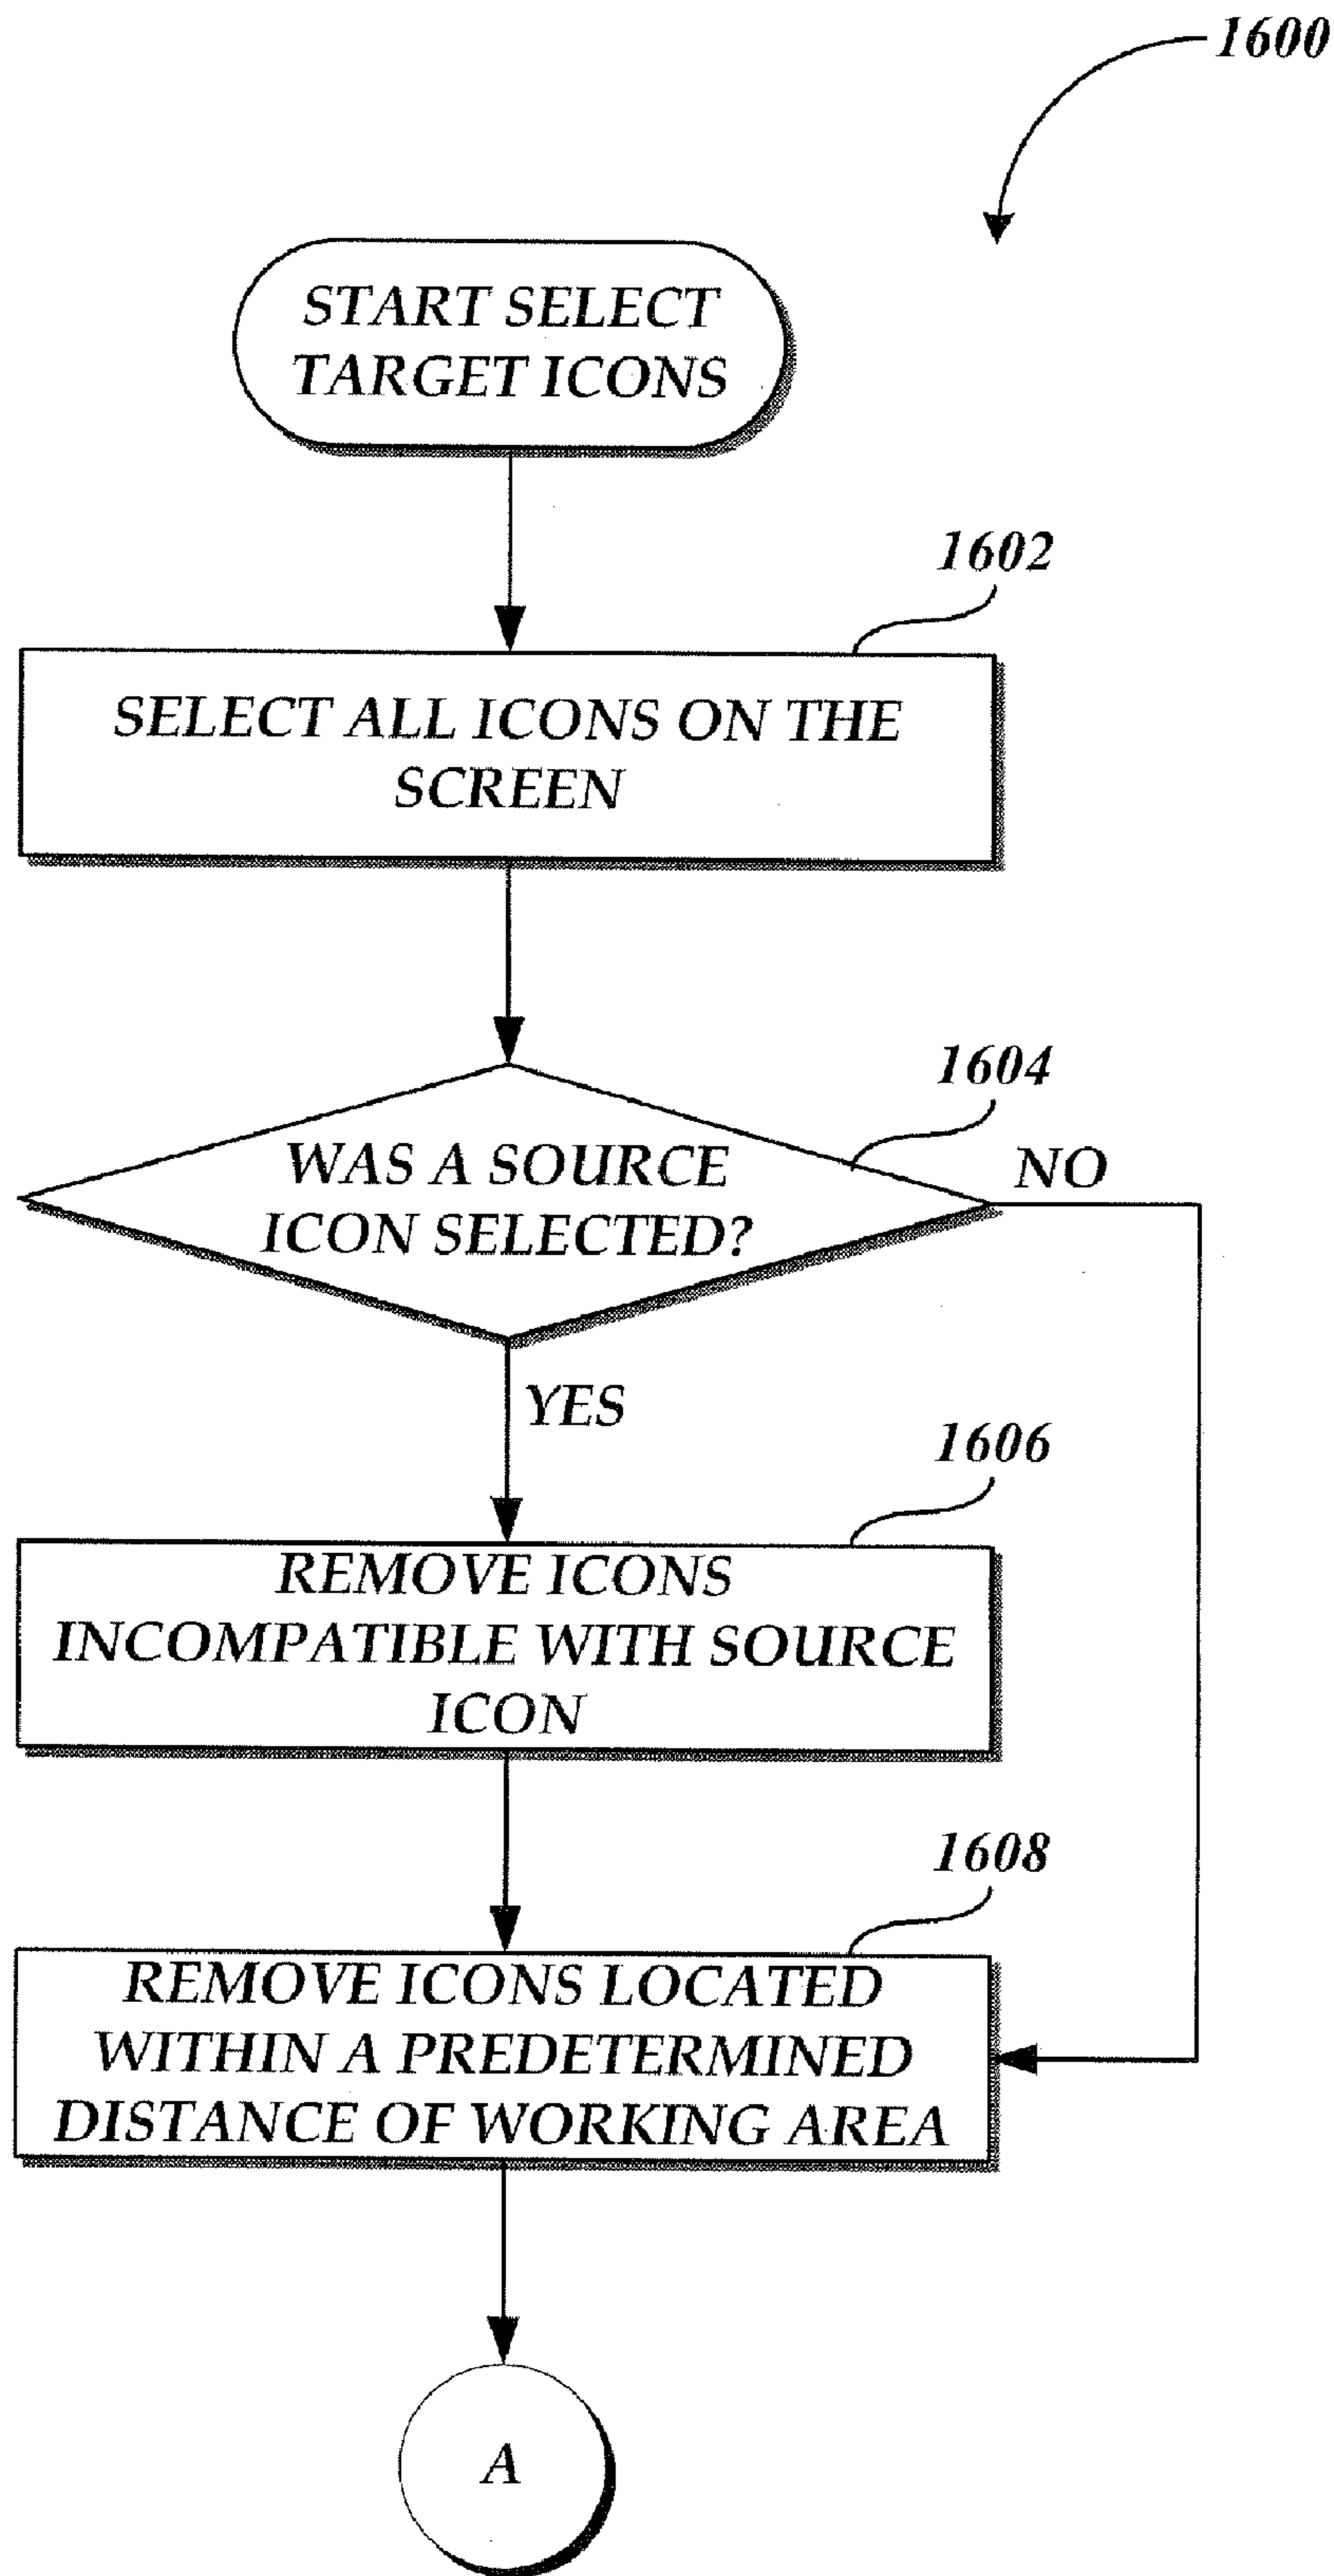 1600
START SELECT
TARGET ICONS
1602
SELECT ALL ICONS ON THE
SCREEN
1604
WAS A SOURCE
ICON SELECTED?
NO
YES
1606
REMOVE ICONS
INCOMPATIBLE WITH SOURCE
ICON
1608
REMOVE ICONS LOCATED
WITHIN A PREDETERMINED
DISTANCE OF WORKING AREA
A